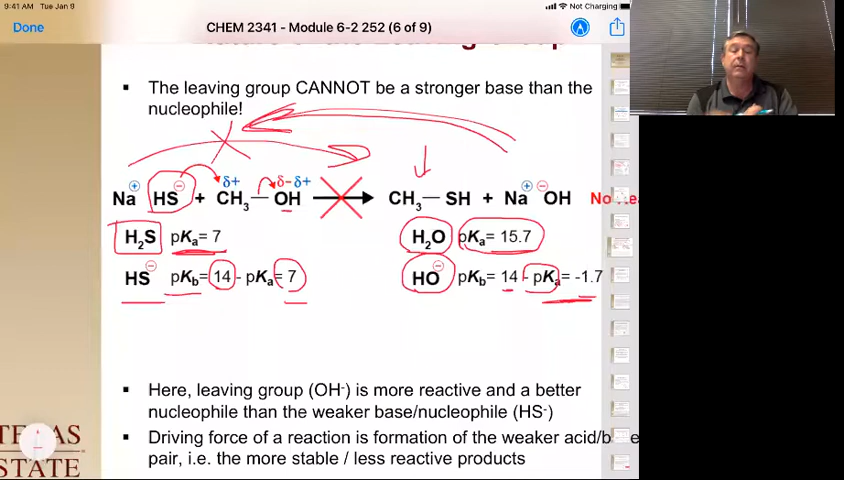 9:41 AM Tue Jan 9
Not Charging
Done
CHEM 2341 - Module 6-2 252 (6 of 9)
▪ The leaving group CANNOT be a stronger base than the
nucleophile!
Na⊕ HS⊖ + δ+CH₃—OHδ-δ+ → CH₃—SH + Na⊕ ⊖OH
H₂S pKa= 7
H₂O pKa= 15.7
HS⊖ pKb= 14 - pKa= 7
HO⊖ pKb= 14 - pKa= -1.7
▪ Here, leaving group (OH⁻) is more reactive and a better
nucleophile than the weaker base/nucleophile (HS⁻)
▪ Driving force of a reaction is formation of the weaker acid/b e
pair, i.e. the more stable / less reactive products
STATE